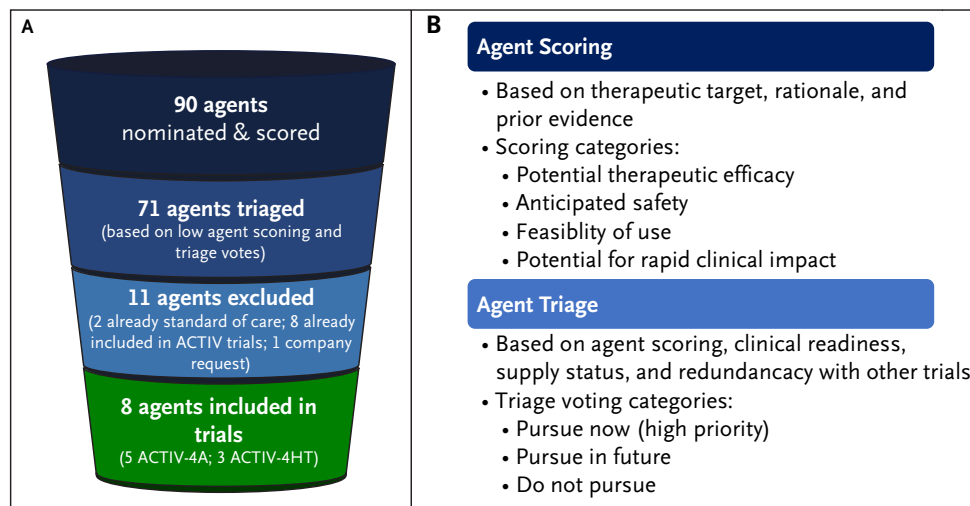 A
90 agents
nominated & scored
71 agents triaged
(based on low agent scoring and
triage votes)
11 agents excluded
(2 already standard of care; 8 already
included in ACTIV trials; 1 company
request)
8 agents included in
trials
(5 ACTIV-4A; 3 ACTIV-4HT)
B
Agent Scoring
• Based on therapeutic target, rationale, and
prior evidence
• Scoring categories:
• Potential therapeutic efficacy
• Anticipated safety
• Feasiblity of use
• Potential for rapid clinical impact
Agent Triage
• Based on agent scoring, clinical readiness,
supply status, and redundancacy with other trials
• Triage voting categories:
• Pursue now (high priority)
• Pursue in future
• Do not pursue